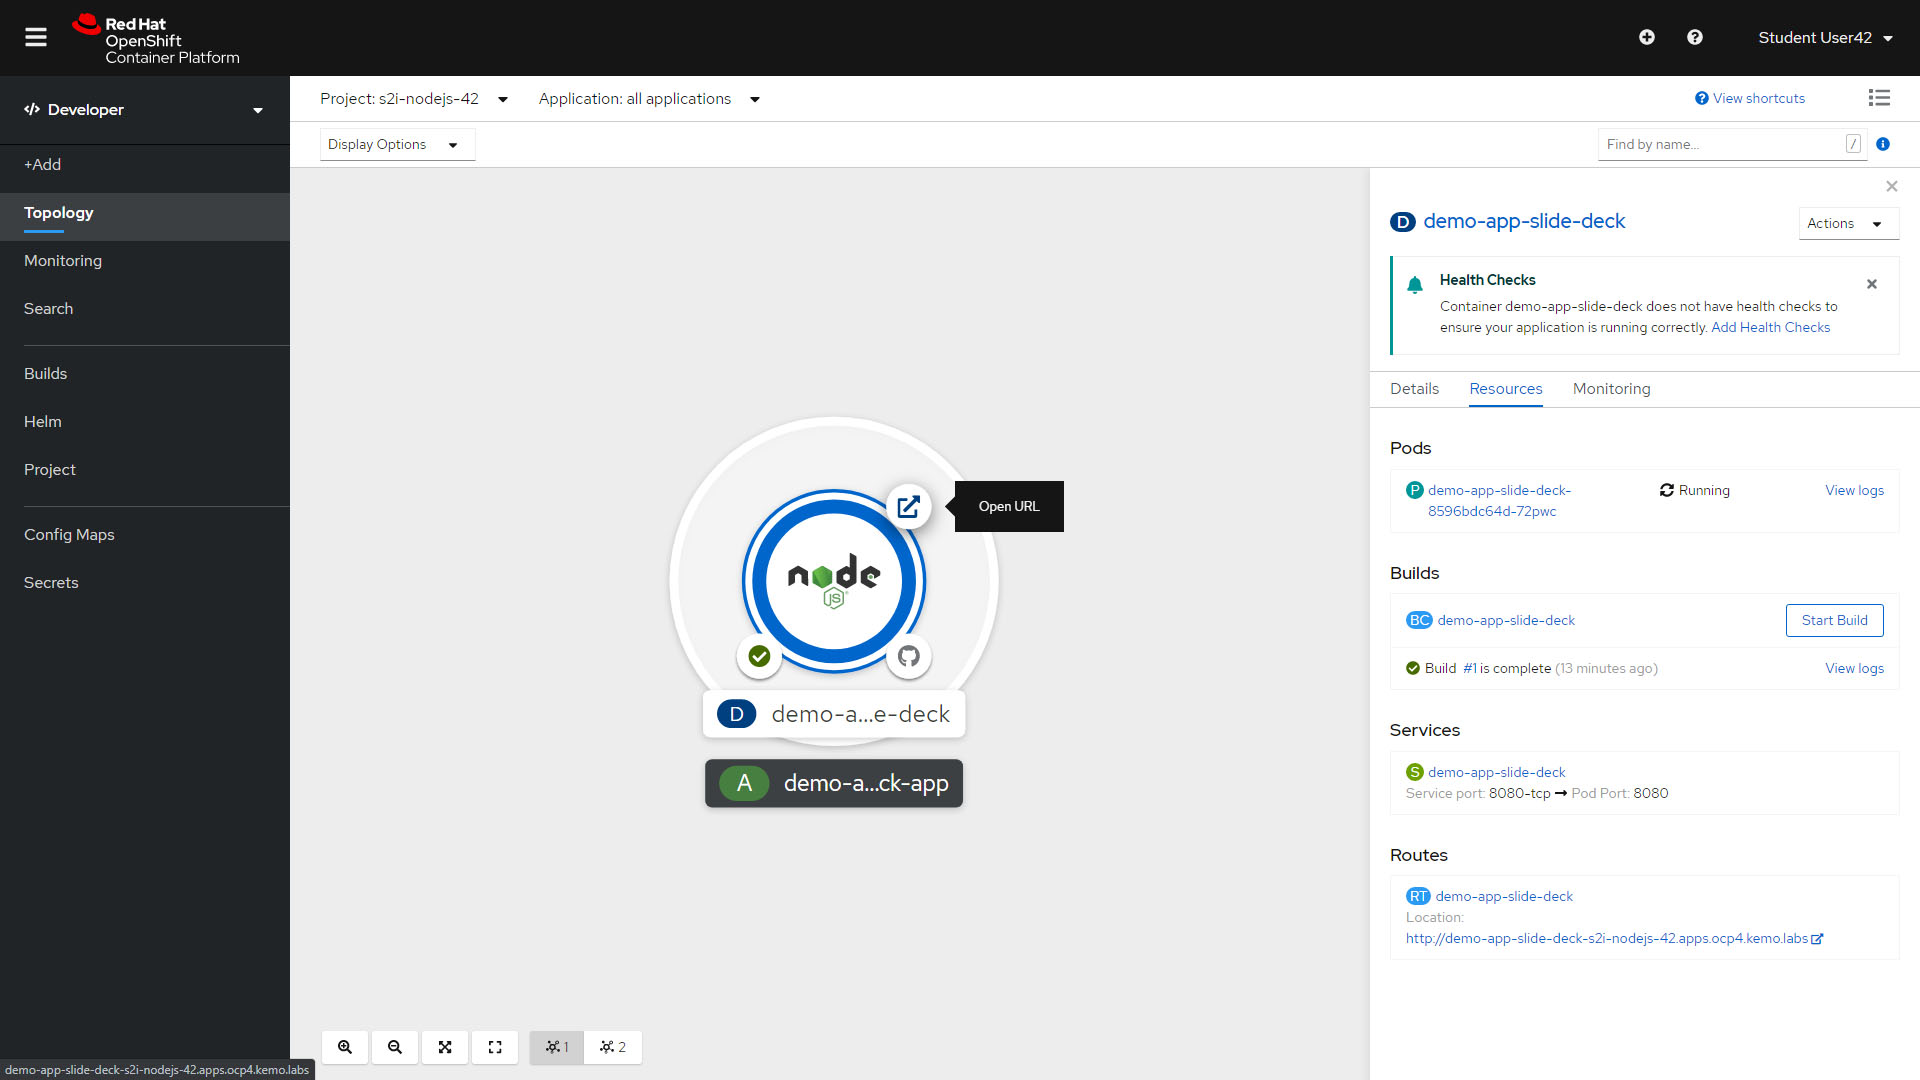 Red Hat
OpenShift
Container Platform
Student User42
Developer
+Add
Topology
Monitoring
Search
Builds
Helm
Project
Config Maps
Secrets
Project: s2i-nodejs-42
Application: all applications
View shortcuts
Display Options
Find by name...
/
Open URL
node
JS
D demo-a...e-deck
A demo-a...ck-app
1
2
D demo-app-slide-deck
Actions
Health Checks
Container demo-app-slide-deck does not have health checks to
ensure your application is running correctly. Add Health Checks
Details
Resources
Monitoring
Pods
P demo-app-slide-deck-
8596bdc64d-72pwc
Running
View logs
Builds
BC demo-app-slide-deck
Start Build
Build #1 is complete (13 minutes ago)
View logs
Services
S demo-app-slide-deck
Service port: 8080-tcp → Pod Port: 8080
Routes
RT demo-app-slide-deck
Location:
http://demo-app-slide-deck-s2i-nodejs-42.apps.ocp4.kemo.labs
demo-app-slide-deck-s2i-nodejs-42.apps.ocp4.kemo.labs